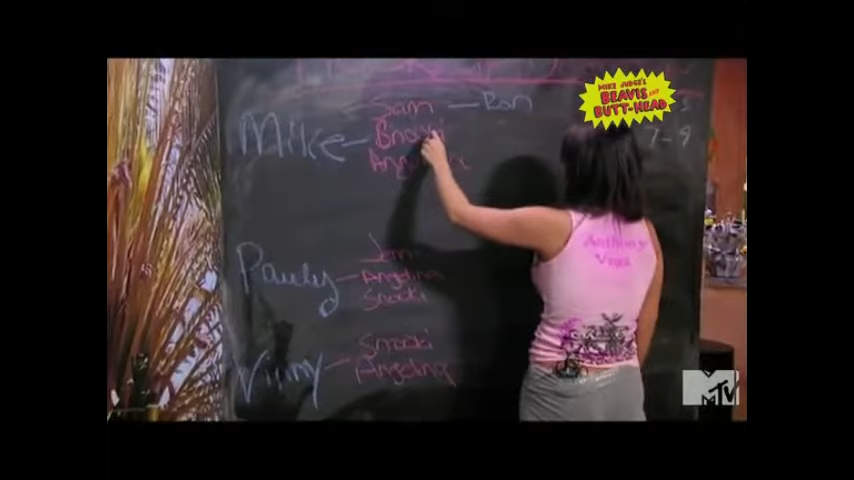 MIKE JUDGE'S
BEAVIS AND
BUTT-HEAD
Sam — Ron
Mike — Snooki
Angelina
7-9
Anthony
Vega
Pauly — Jenn
Angelina
Snooki
Vinny — Snooki
Angelina
MTV